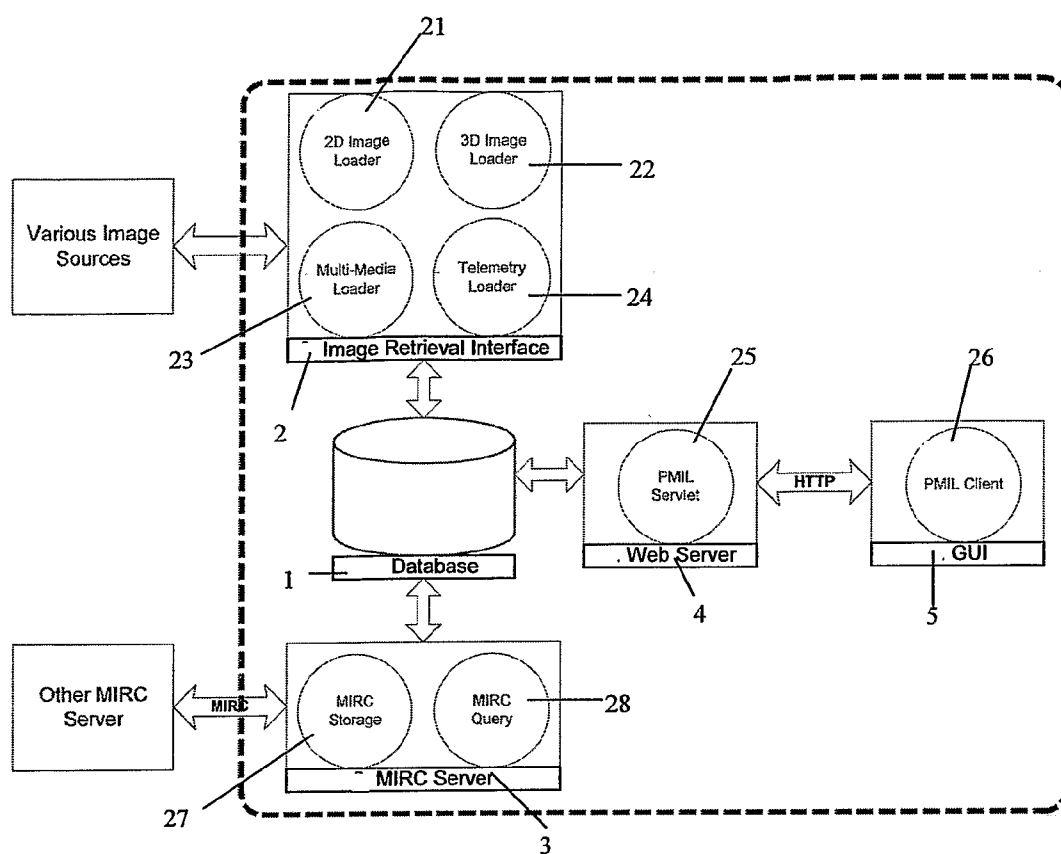 21
2D Image
Loader
3D Image
Loader
22
Various Image
Sources
Multi-Media
Loader
Telemetry
Loader
24
23
Image Retrieval Interface
2
25
26
PMIL
Servlet
HTTP
PMIL Client
. Web Server
. GUI
Database
1
4
5
Other MIRC
Server
MIRC
MIRC
Storage
MIRC
Query
28
MIRC Server
27
3